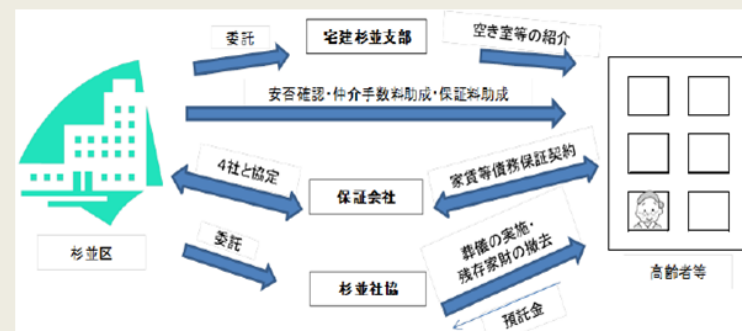 委託
宅建杉並支部
空き室等の紹介
安否確認・仲介手数料助成・保証料助成
4社と協定
保証会社
家賃等債務保証契約
杉並区
委託
杉並社協
葬儀の実施・
残存家財の撤去
預託金
高齢者等